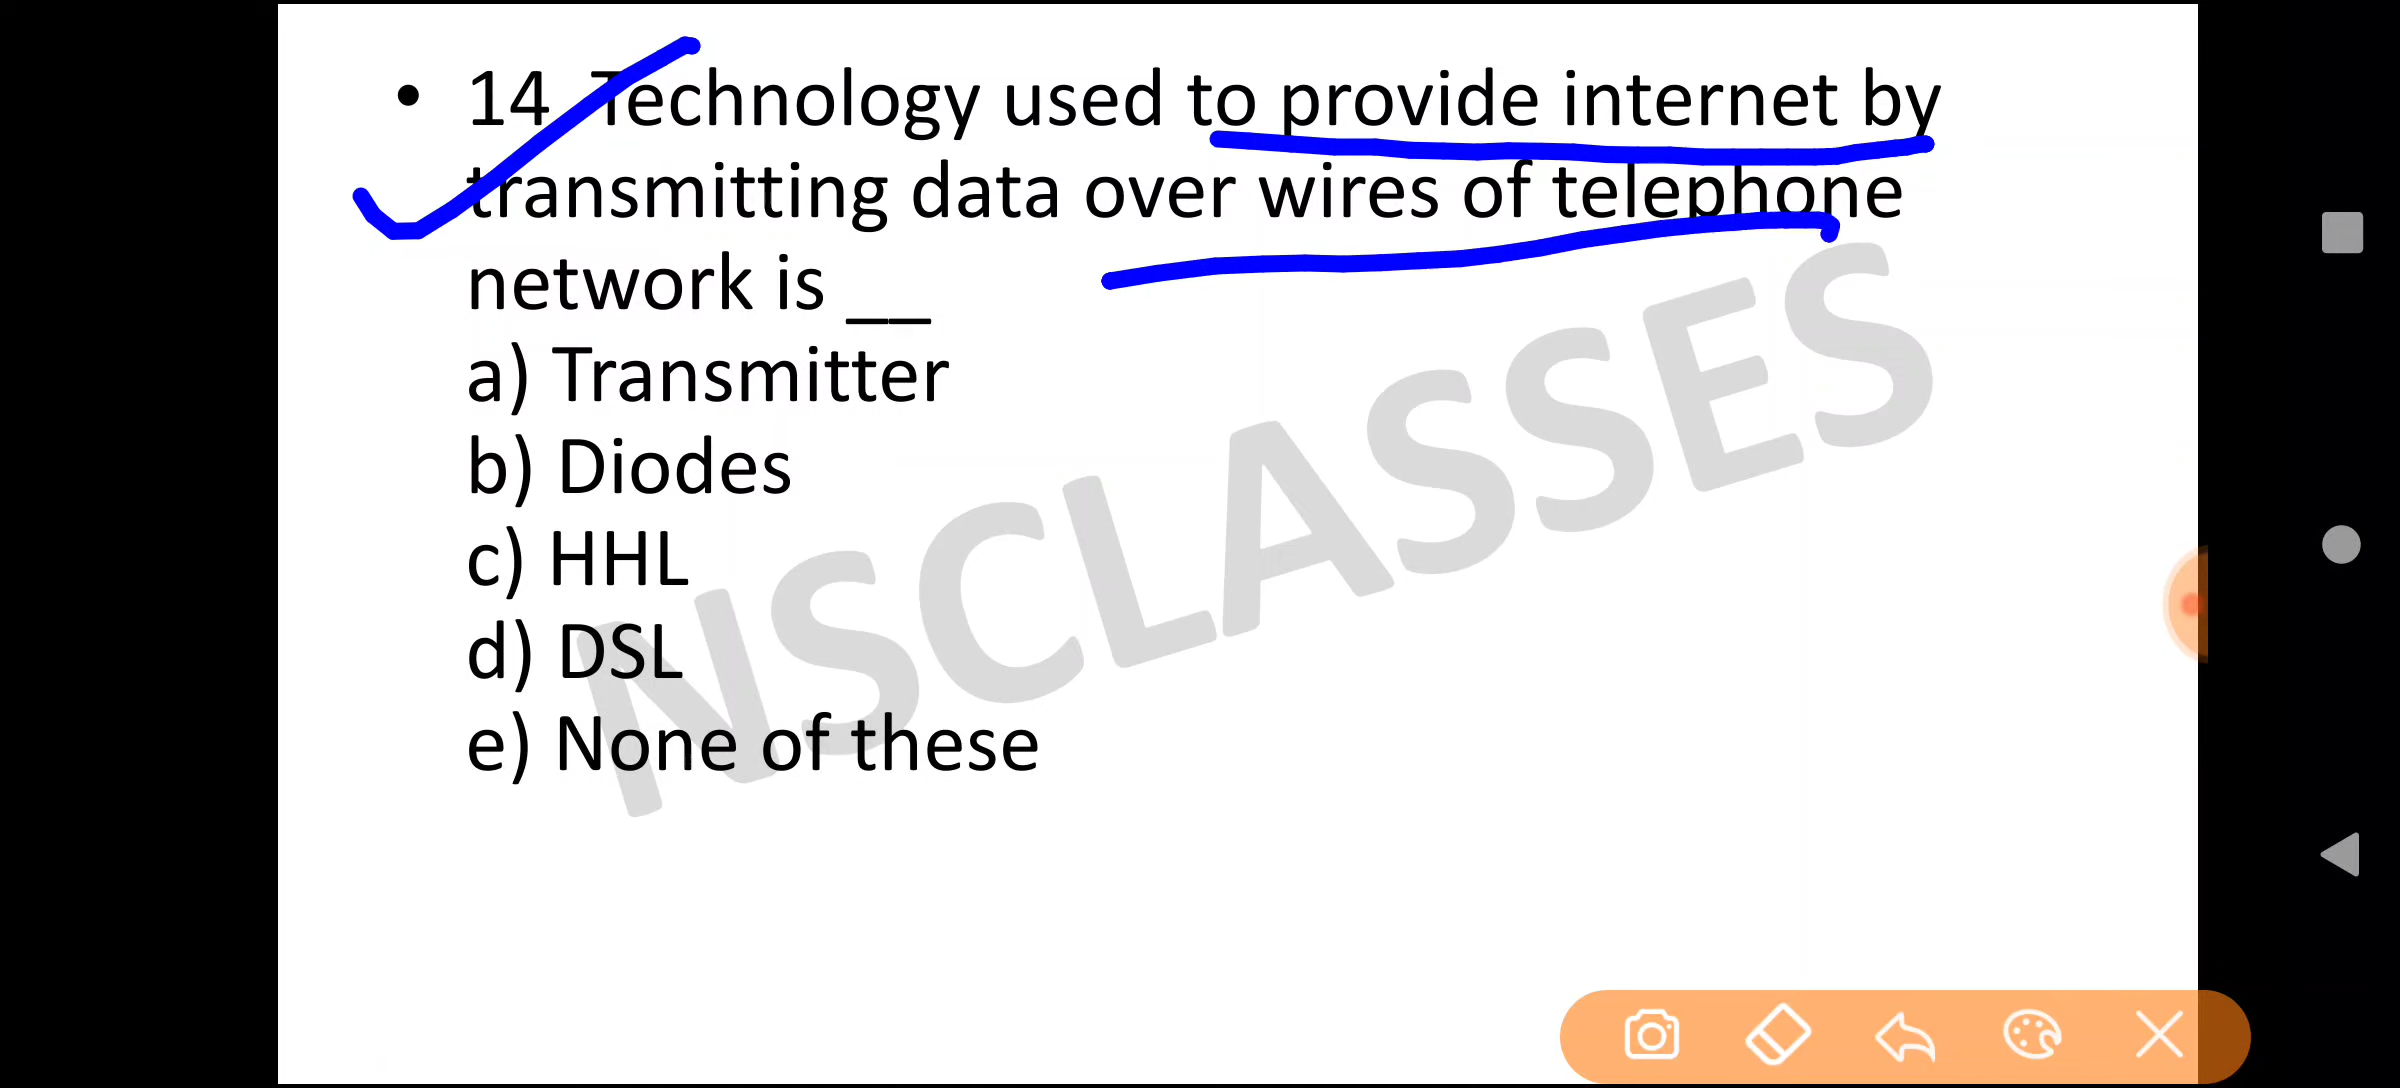 • 14 Technology used to provide internet by
transmitting data over wires of telephone
network is __
a) Transmitter
b) Diodes
c) HHL
d) DSL
e) None of these
NSCLASSES